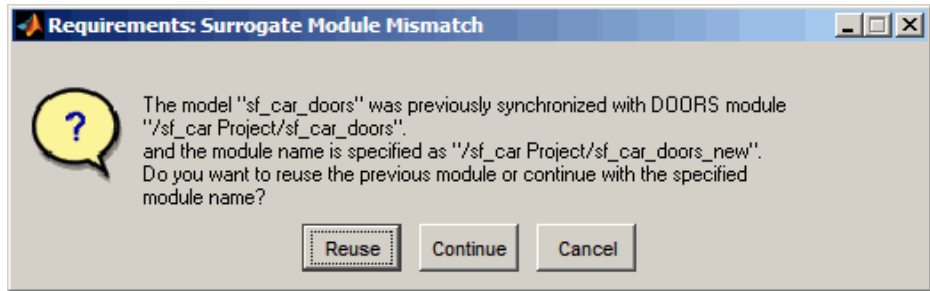 Requirements: Surrogate Module Mismatch
?
The model "sf_car_doors" was previously synchronized with DOORS module
"/sf_car Project/sf_car_doors".
and the module name is specified as "/sf_car Project/sf_car_doors_new".
Do you want to reuse the previous module or continue with the specified
module name?
Reuse Continue Cancel